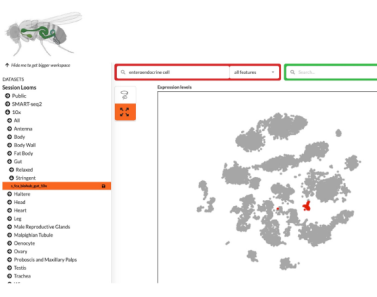 Hide me to get bigger workspace
DATASETS
Session Looms
Public
SMART-seq2
10x
All
Antenna
Body
Body Wall
Fat Body
Gut
Relaxed
Stringent
Haltere
Head
Heart
Leg
Male Reproductive Glands
Malpighian Tubule
Oenocyte
Ovary
Proboscis and Maxillary Palps
Testis
Trachea
enteroendocrine cell
all features
Search...
Expression levels